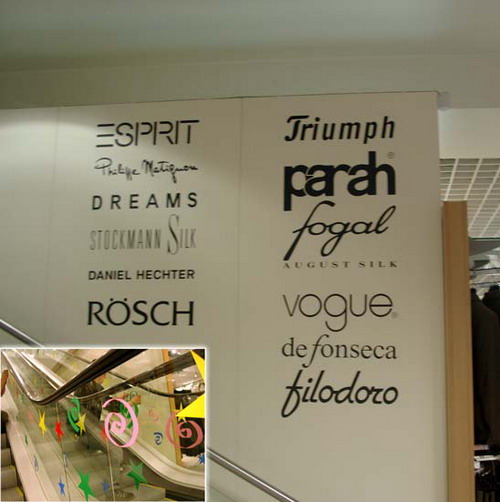 ESPRIT
Philippe Matignon
DREAMS
STOCKMANN SILK
DANIEL HECHTER
RÖSCH
Triumph
parah®
fogal
AUGUST SILK
VOGUE®
de fonseca
filodoro